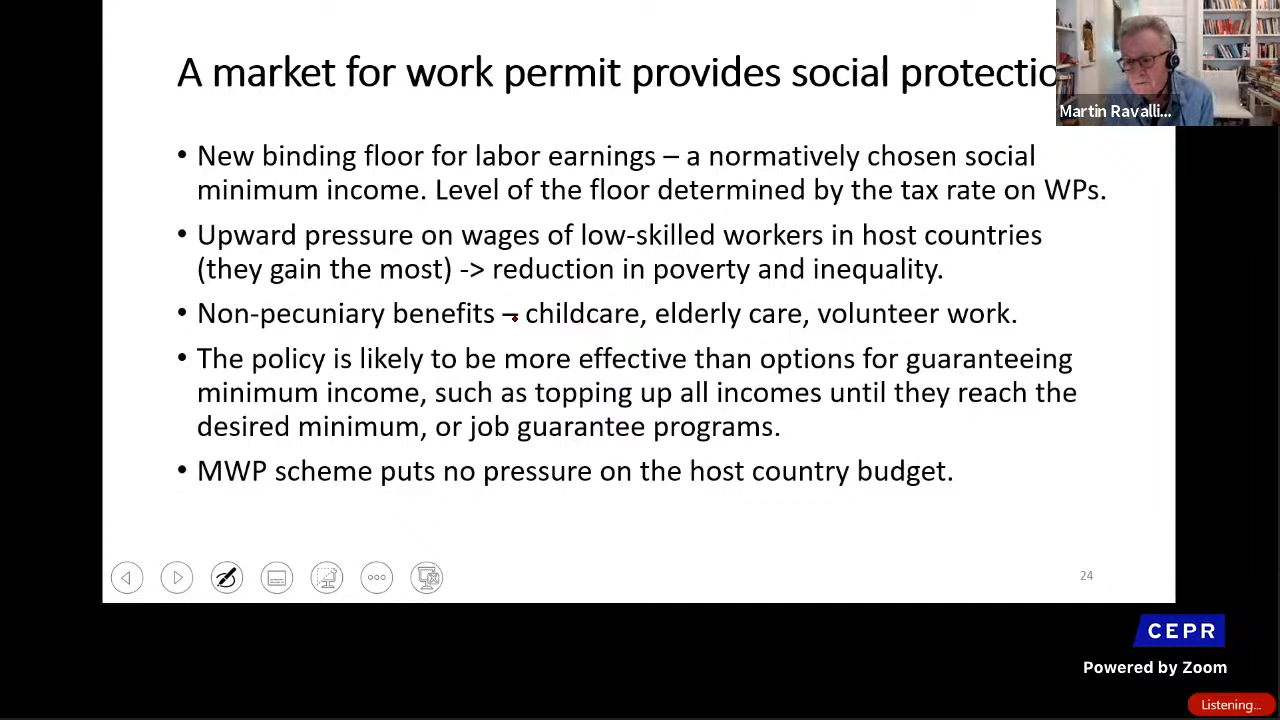 A market for work permit provides social protectio
Martin Ravalli...
• New binding floor for labor earnings – a normatively chosen social
minimum income. Level of the floor determined by the tax rate on WPs.
• Upward pressure on wages of low-skilled workers in host countries
(they gain the most) -> reduction in poverty and inequality.
• Non-pecuniary benefits – childcare, elderly care, volunteer work.
• The policy is likely to be more effective than options for guaranteeing
minimum income, such as topping up all incomes until they reach the
desired minimum, or job guarantee programs.
• MWP scheme puts no pressure on the host country budget.
24
CEPR
Powered by Zoom
Listening...